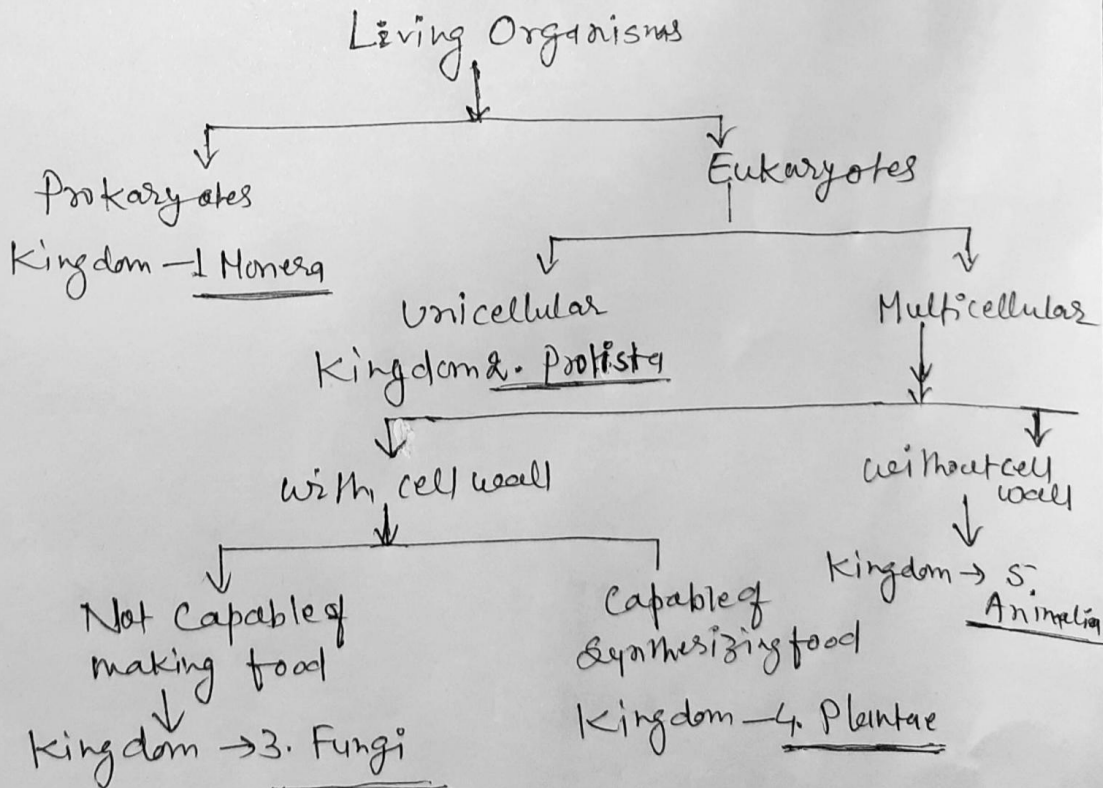 Living Organisms
Prokaryotes
Eukaryotes
Kingdom - 1 Monera
Unicellular
Multicellular
Kingdom 2. Protista
With cell wall
without cell
wall
Not Capable of
making food
Capable of
Synthesizing food
Kingdom → 5.
Animalia
Kingdom → 3. Fungi
Kingdom - 4. Plantae